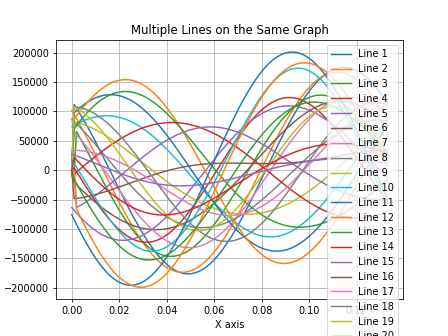 Multiple Lines on the Same Graph
200000
150000
100000
50000
0
−50000
−100000
−150000
−200000
0.00
0.02
0.04
0.06
0.08
0.10
X axis
Line 1
Line 2
Line 3
Line 4
Line 5
Line 6
Line 7
Line 8
Line 9
Line 10
Line 11
Line 12
Line 13
Line 14
Line 15
Line 16
Line 17
Line 18
Line 19
Line 20